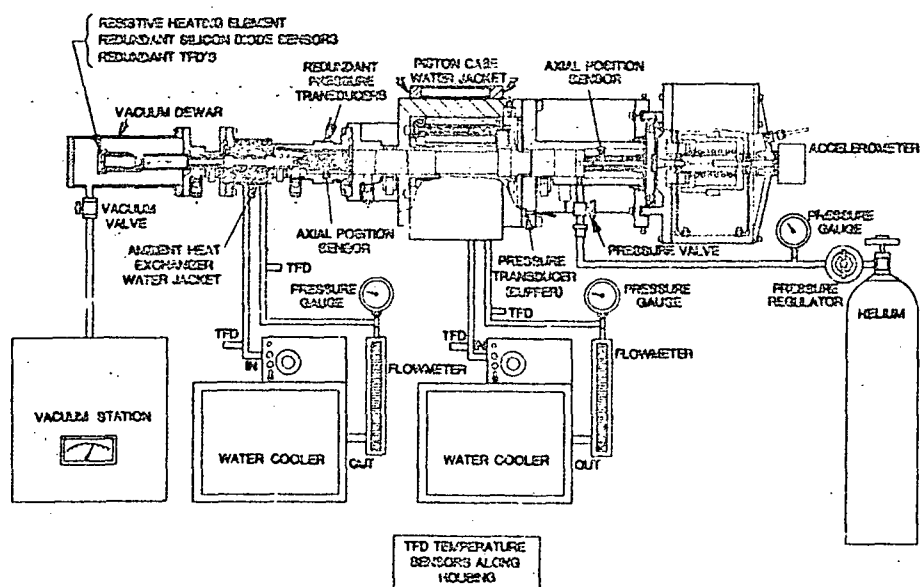 RESISTIVE HEATING ELEMENT
REDUNDANT SILICON DIODE SENSORS
REDUNDANT TFD'S
VACUUM DEWAR
REDUNDANT
PRESSURE
TRANSDUCERS
PISTON CASE
WATER JACKET
AXIAL POSITION
SENSOR
ACCELEROMETER
VACUUM
VALVE
AMBIENT HEAT
EXCHANGER
WATER JACKET
AXIAL POSITION
SENSOR
PRESSURE
TRANSDUCER
(BUFFER)
PRESSURE VALVE
PRESSURE
GAUGE
PRESSURE
REGULATOR
HELIUM
TFD
PRESSURE
GAUGE
TFD
IN
FLOWMETER
TFD
PRESSURE
GAUGE
TFD
IN
FLOWMETER
VACUUM STATION
WATER COOLER
OUT
WATER COOLER
OUT
TFD TEMPERATURE
SENSORS ALONG
HOUSING